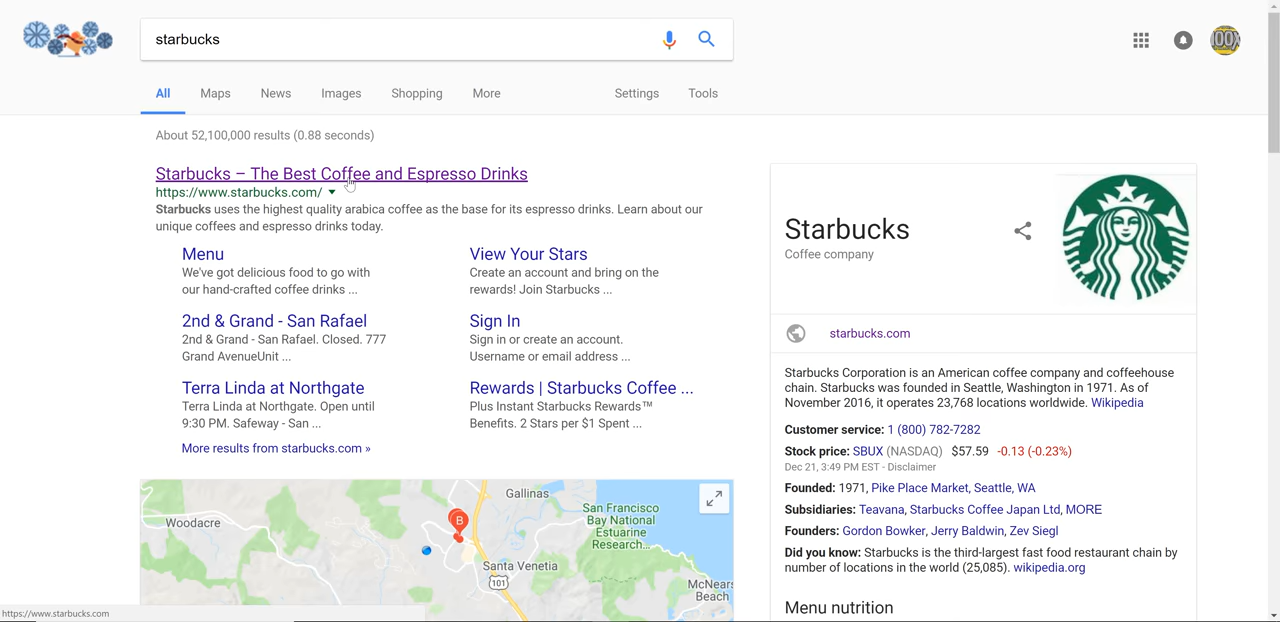 starbucks
All Maps News Images Shopping More Settings Tools
About 52,100,000 results (0.88 seconds)
Starbucks – The Best Coffee and Espresso Drinks
https://www.starbucks.com/
Starbucks uses the highest quality arabica coffee as the base for its espresso drinks. Learn about our
unique coffees and espresso drinks today.
Menu
We've got delicious food to go with
our hand-crafted coffee drinks ...
View Your Stars
Create an account and bring on the
rewards! Join Starbucks ...
2nd & Grand - San Rafael
2nd & Grand - San Rafael. Closed. 777
Grand AvenueUnit ...
Sign In
Sign in or create an account.
Username or email address ...
Terra Linda at Northgate
Terra Linda at Northgate. Open until
9:30 PM. Safeway - San ...
Rewards | Starbucks Coffee ...
Plus Instant Starbucks Rewards™
Benefits. 2 Stars per $1 Spent ...
More results from starbucks.com »
Woodacre
Gallinas
B
Santa Venetia
101
San Francisco
Bay National
Estuarine
Research...
McNears
Beach
https://www.starbucks.com
Starbucks
Coffee company
starbucks.com
Starbucks Corporation is an American coffee company and coffeehouse
chain. Starbucks was founded in Seattle, Washington in 1971. As of
November 2016, it operates 23,768 locations worldwide. Wikipedia
Customer service: 1 (800) 782-7282
Stock price: SBUX (NASDAQ) $57.59 -0.13 (-0.23%)
Dec 21, 3:49 PM EST - Disclaimer
Founded: 1971, Pike Place Market, Seattle, WA
Subsidiaries: Teavana, Starbucks Coffee Japan Ltd, MORE
Founders: Gordon Bowker, Jerry Baldwin, Zev Siegl
Did you know: Starbucks is the third-largest fast food restaurant chain by
number of locations in the world (25,085). wikipedia.org
Menu nutrition